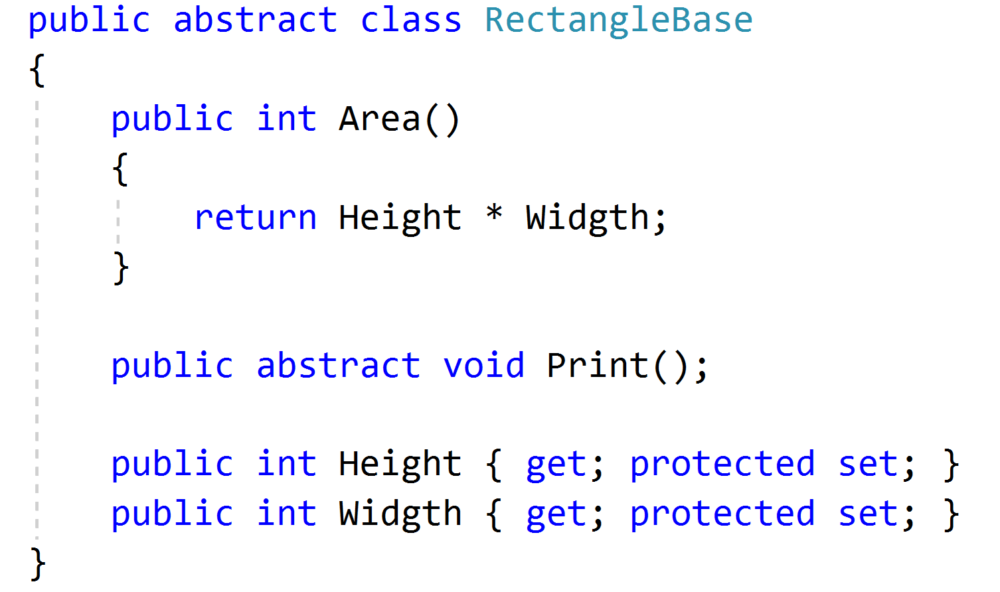 public abstract class RectangleBase
{
    public int Area()
    {
        return Height * Widgth;
    }

    public abstract void Print();

    public int Height { get; protected set; }
    public int Widgth { get; protected set; }
}